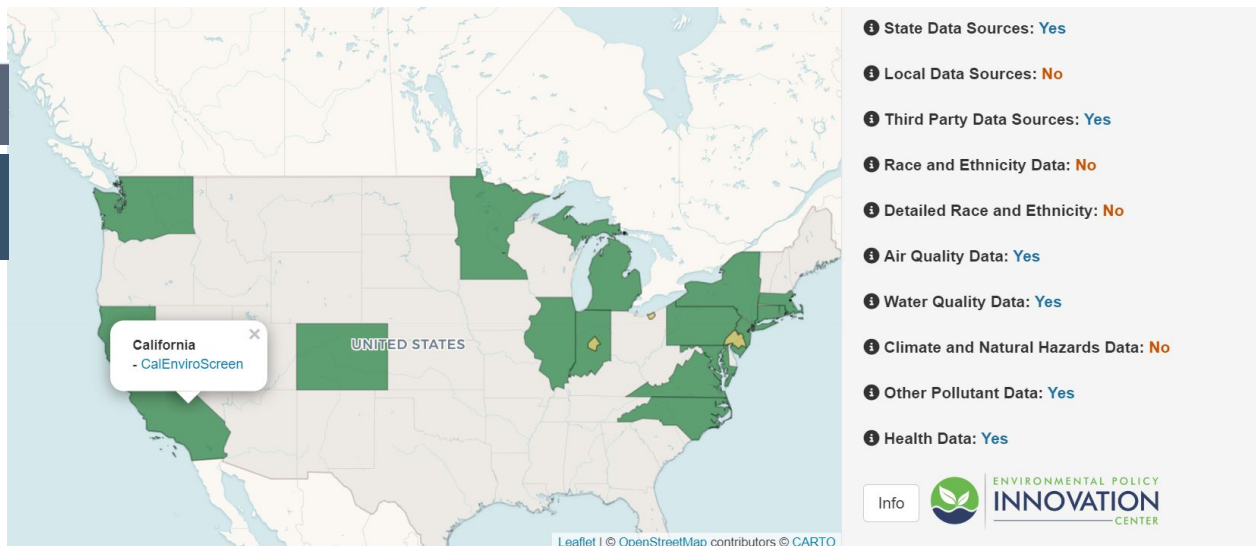 California
- CalEnviroScreen
×
UNITED STATES
Leaflet | © OpenStreetMap contributors © CARTO
State Data Sources: Yes
Local Data Sources: No
Third Party Data Sources: Yes
Race and Ethnicity Data: No
Detailed Race and Ethnicity: No
Air Quality Data: Yes
Water Quality Data: Yes
Climate and Natural Hazards Data: No
Other Pollutant Data: Yes
Health Data: Yes
Info
ENVIRONMENTAL POLICY
INNOVATION
CENTER